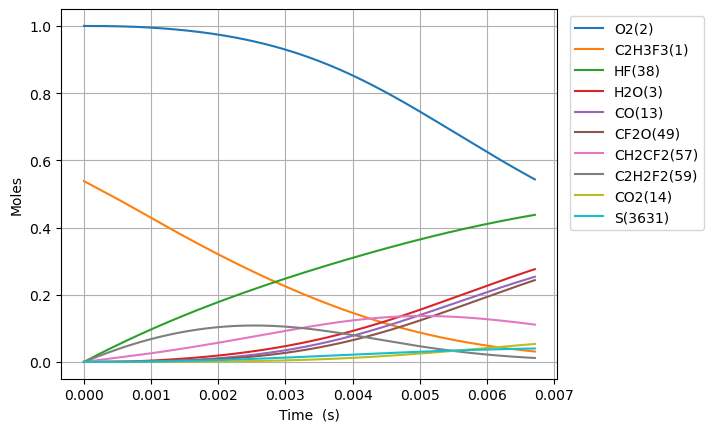 1.0
0.8
0.6
0.4
0.2
0.0
Moles
0.000
0.001
0.002
0.003
0.004
0.005
0.006
0.007
Time  (s)
O2(2)
C2H3F3(1)
HF(38)
H2O(3)
CO(13)
CF2O(49)
CH2CF2(57)
C2H2F2(59)
CO2(14)
S(3631)